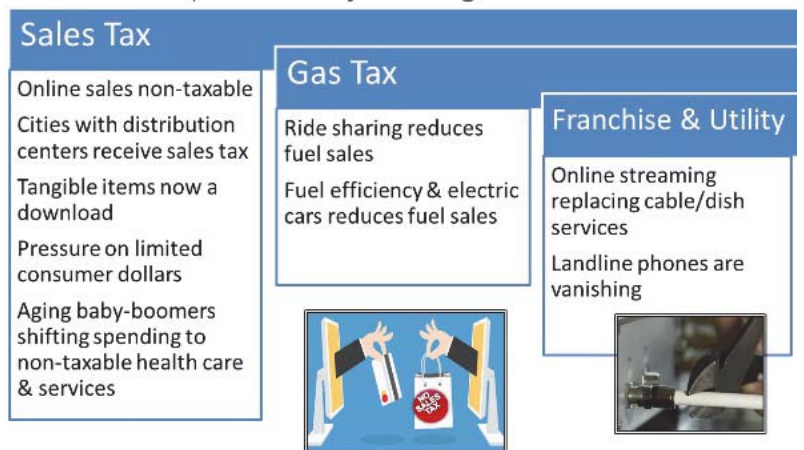 Sales Tax
Online sales non-taxable
Cities with distribution
centers receive sales tax
Tangible items now a
download
Pressure on limited
consumer dollars
Aging baby-boomers
shifting spending to
non-taxable health care
& services
Gas Tax
Ride sharing reduces
fuel sales
Fuel efficiency & electric
cars reduces fuel sales
NO
SALES
TAX
Franchise & Utility
Online streaming
replacing cable/dish
services
Landline phones are
vanishing